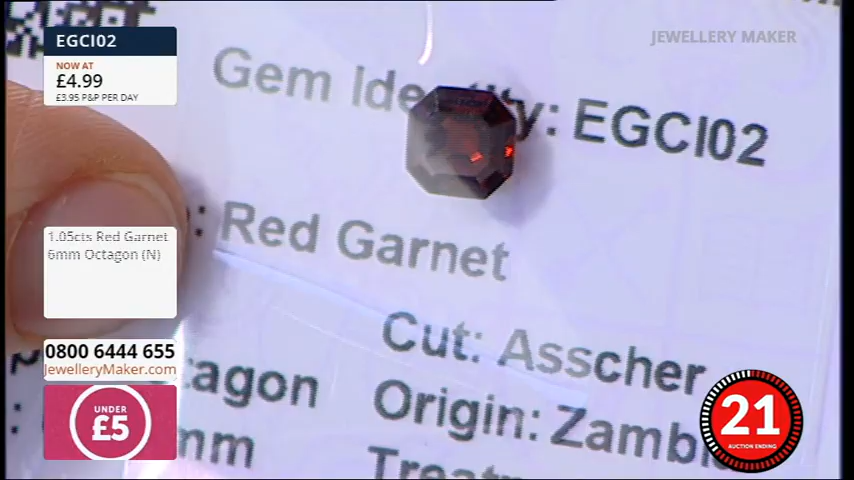 EGCI02
NOW AT
£4.99
£3.95 P&P PER DAY
JEWELLERY MAKER
Gem Identity: EGCI02
: Red Garnet
1.05cts Red Garnet
6mm Octagon (N)
Cut: Asscher
0800 6444 655
JewelleryMaker.com
tagon
Origin: Zambi
UNDER
£5
mm
21
AUCTION ENDING